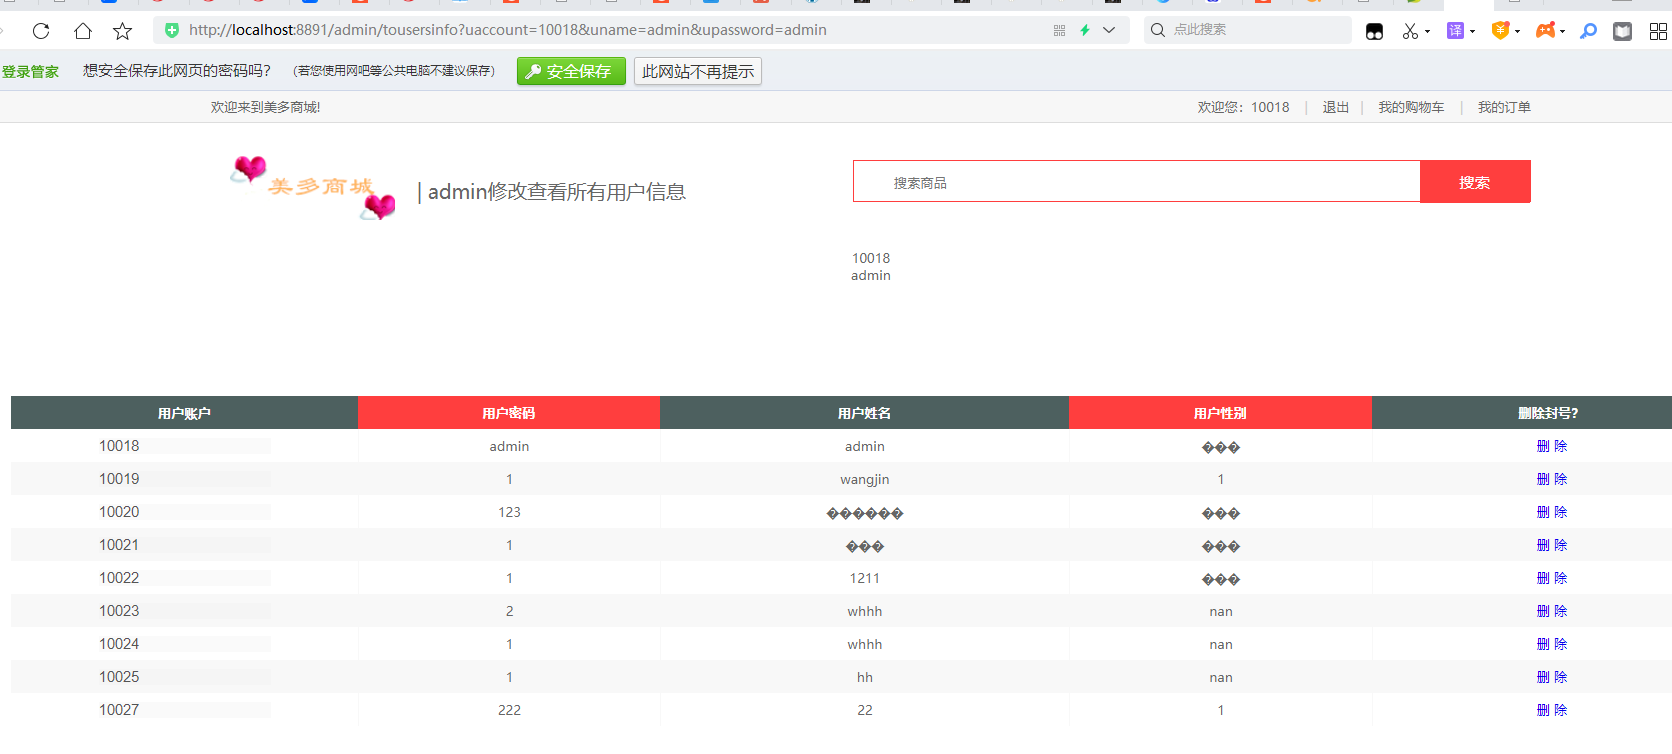 http://localhost:8891/admin/tousersinfo?uaccount=10018&uname=admin&upassword=admin
点此搜索
译
登录管家 想安全保存此网页的密码吗? (若您使用网吧等公共电脑不建议保存) 安全保存 此网站不再提示
欢迎来到美多商城! 欢迎您：10018 | 退出 | 我的购物车 | 我的订单
美多商城 | admin修改查看所有用户信息 搜索商品 搜索
10018
admin
用户账户 用户密码 用户姓名 用户性别 删除封号?
10018 admin admin ��� 删 除
10019 1 wangjin 1 删 除
10020 123 ������ ��� 删 除
10021 1 ��� ��� 删 除
10022 1 1211 ��� 删 除
10023 2 whhh nan 删 除
10024 1 whhh nan 删 除
10025 1 hh nan 删 除
10027 222 22 1 删 除